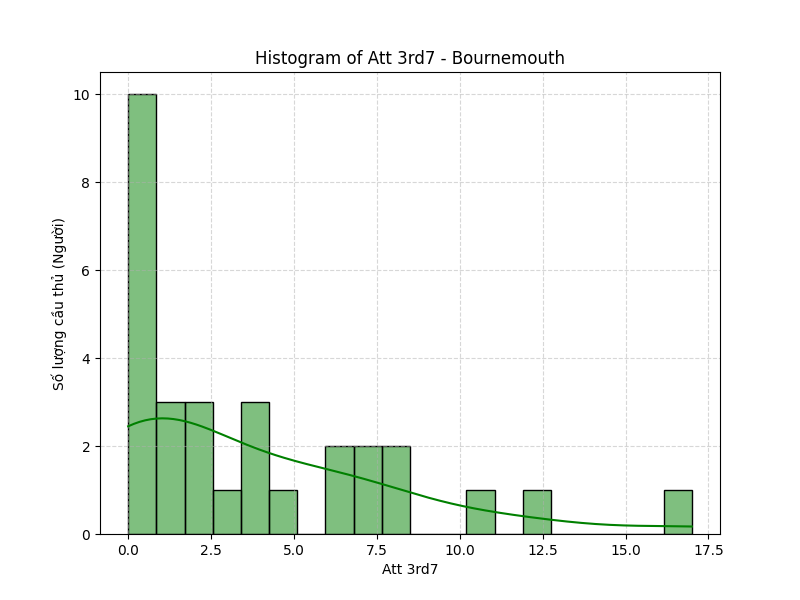 Histogram of Att 3rd7 - Bournemouth
Số lượng cầu thủ (Người)
10
8
6
4
2
0
0.0 2.5 5.0 7.5 10.0 12.5 15.0 17.5
Att 3rd7